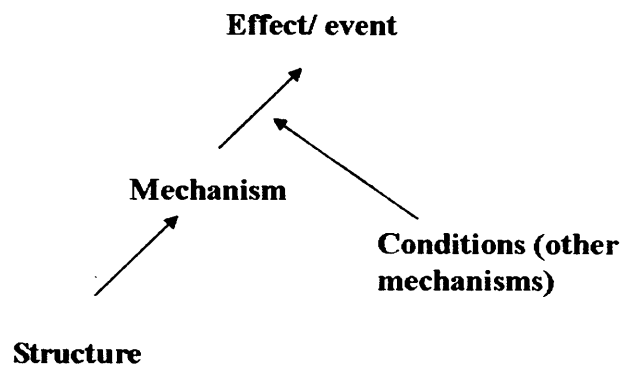 Effect/ event
Mechanism
Conditions (other
mechanisms)
Structure